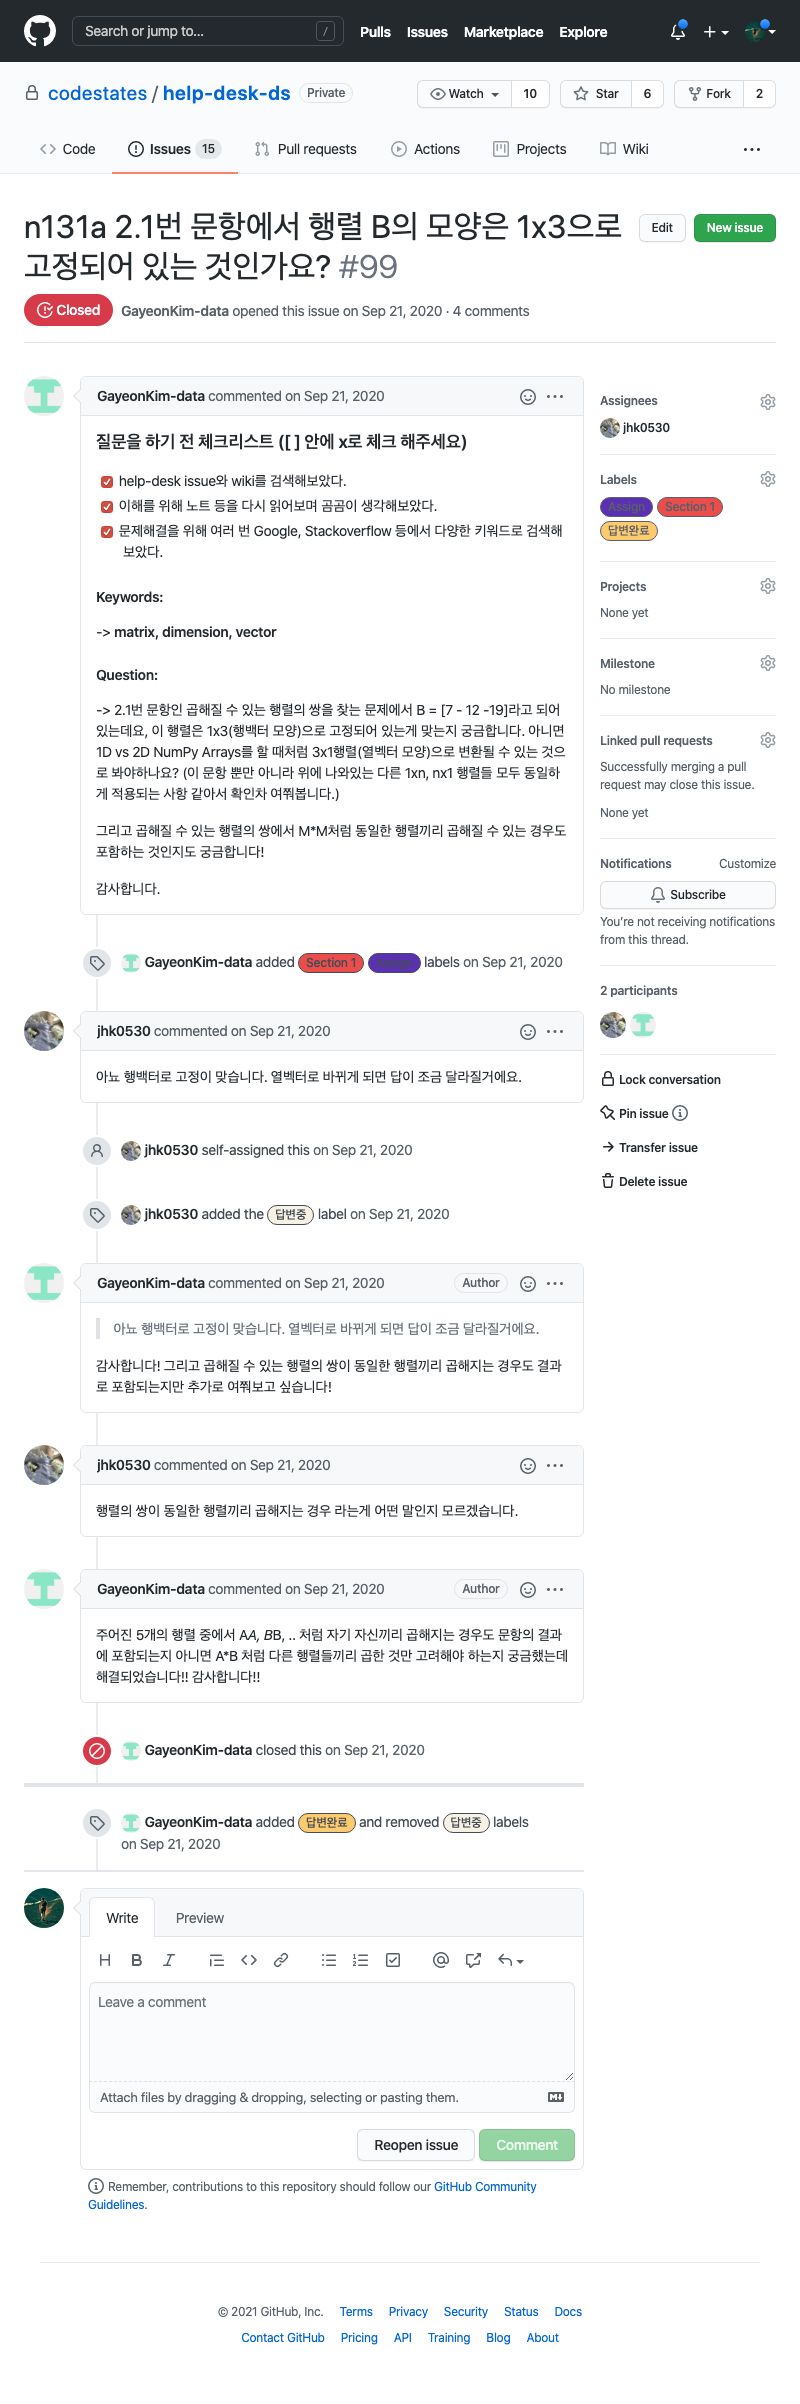 Search or jump to... /
Pulls Issues Marketplace Explore
codestates / help-desk-ds Private
Watch 10 Star 6 Fork 2
Code Issues 15 Pull requests Actions Projects Wiki
n131a 2.1번 문항에서 행렬 B의 모양은 1x3으로
고정되어 있는 것인가요? #99
Edit New issue
Closed GayeonKim-data opened this issue on Sep 21, 2020 · 4 comments
GayeonKim-data commented on Sep 21, 2020
질문을 하기 전 체크리스트 ([ ] 안에 x로 체크 해주세요)
help-desk issue와 wiki를 검색해보았다.
이해를 위해 노트 등을 다시 읽어보며 곰곰이 생각해보았다.
문제해결을 위해 여러 번 Google, Stackoverflow 등에서 다양한 키워드로 검색해
보았다.
Keywords:
-> matrix, dimension, vector
Question:
-> 2.1번 문항인 곱해질 수 있는 행렬의 쌍을 찾는 문제에서 B = [7 - 12 -19]라고 되어
있는데요, 이 행렬은 1x3(행백터 모양)으로 고정되어 있는게 맞는지 궁금합니다. 아니면
1D vs 2D NumPy Arrays를 할 때처럼 3x1행렬(열벡터 모양)으로 변환될 수 있는 것으
로 봐야하나요? (이 문항 뿐만 아니라 위에 나와있는 다른 1xn, nx1 행렬들 모두 동일하
게 적용되는 사항 같아서 확인차 여쭤봅니다.)
그리고 곱해질 수 있는 행렬의 쌍에서 M*M처럼 동일한 행렬끼리 곱해질 수 있는 경우도
포함하는 것인지도 궁금합니다!
감사합니다.
GayeonKim-data added Section 1 labels on Sep 21, 2020
jhk0530 commented on Sep 21, 2020
아뇨 행백터로 고정이 맞습니다. 열벡터로 바뀌게 되면 답이 조금 달라질거에요.
jhk0530 self-assigned this on Sep 21, 2020
jhk0530 added the 답변중 label on Sep 21, 2020
GayeonKim-data commented on Sep 21, 2020 Author
아뇨 행백터로 고정이 맞습니다. 열벡터로 바뀌게 되면 답이 조금 달라질거에요.
감사합니다! 그리고 곱해질 수 있는 행렬의 쌍이 동일한 행렬끼리 곱해지는 경우도 결과
로 포함되는지만 추가로 여쭤보고 싶습니다!
jhk0530 commented on Sep 21, 2020
행렬의 쌍이 동일한 행렬끼리 곱해지는 경우 라는게 어떤 말인지 모르겠습니다.
GayeonKim-data commented on Sep 21, 2020 Author
주어진 5개의 행렬 중에서 AA, BB, .. 처럼 자기 자신끼리 곱해지는 경우도 문항의 결과
에 포함되는지 아니면 A*B 처럼 다른 행렬들끼리 곱한 것만 고려해야 하는지 궁금했는데
해결되었습니다!! 감사합니다!!
GayeonKim-data closed this on Sep 21, 2020
GayeonKim-data added 답변완료 and removed 답변중 labels
on Sep 21, 2020
Write Preview
Leave a comment
Attach files by dragging & dropping, selecting or pasting them.
Reopen issue Comment
Remember, contributions to this repository should follow our GitHub Community
Guidelines.
Assignees
jhk0530
Labels
Assign Section 1
답변완료
Projects
None yet
Milestone
No milestone
Linked pull requests
Successfully merging a pull
request may close this issue.
None yet
Notifications Customize
Subscribe
You're not receiving notifications
from this thread.
2 participants
Lock conversation
Pin issue
Transfer issue
Delete issue
© 2021 GitHub, Inc. Terms Privacy Security Status Docs
Contact GitHub Pricing API Training Blog About